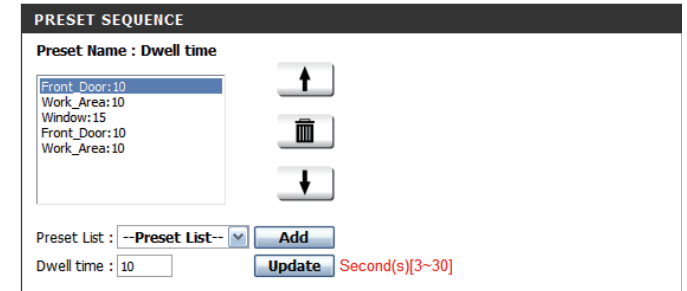 PRESET SEQUENCE
Preset Name : Dwell time
Front_Door:10
Work_Area:10
Window:15
Front_Door:10
Work_Area:10
Preset List : --Preset List-- Add
Dwell time : 10 Update Second(s)[3~30]